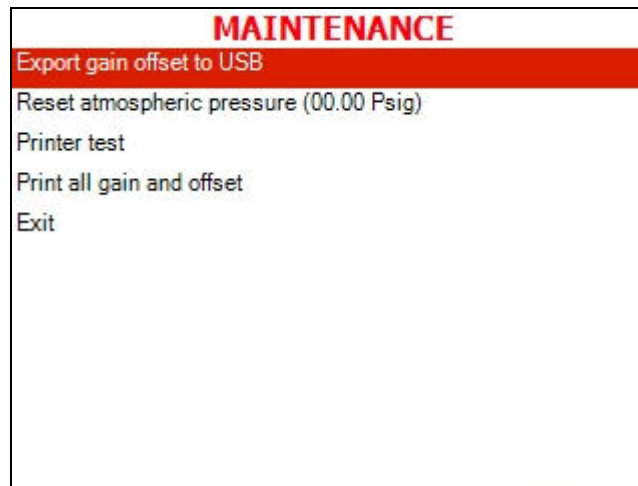 MAINTENANCE
Export gain offset to USB
Reset atmospheric pressure (00.00 Psig)
Printer test
Print all gain and offset
Exit